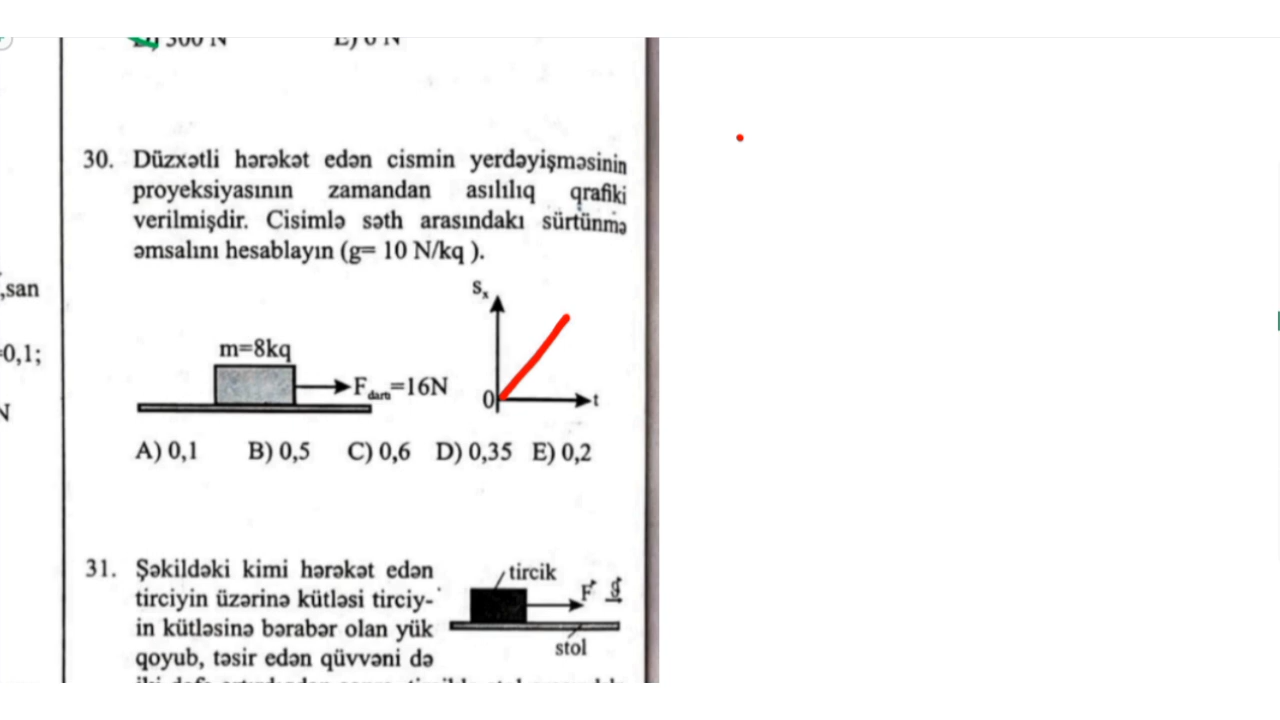 300 N E) 0 N
,san
=0,1;
N
30. Düzxətli hərəkət edən cismin yerdəyişməsinin
proyeksiyasının zamandan asılılıq qrafiki
verilmişdir. Cisimlə səth arasındakı sürtünmə
əmsalını hesablayın (g= 10 N/kq ).
Sx
m=8kq
Fdartı=16N
0 t
A) 0,1 B) 0,5 C) 0,6 D) 0,35 E) 0,2
31. Şəkildəki kimi hərəkət edən
tirciyin üzərinə kütləsi tirciy-
in kütləsinə bərabər olan yük
qoyub, təsir edən qüvvəni də
tircik
F
stol